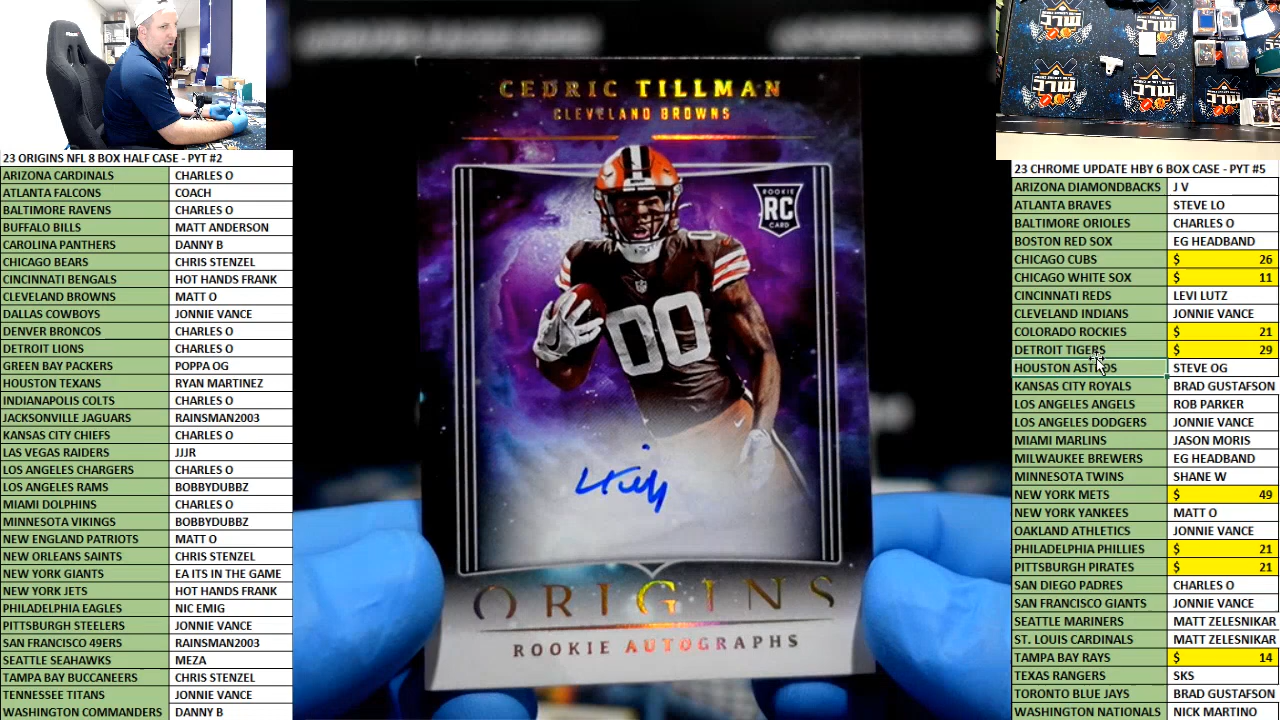 23 ORIGINS NFL 8 BOX HALF CASE - PYT #2
ARIZONA CARDINALS CHARLES O
ATLANTA FALCONS COACH
BALTIMORE RAVENS CHARLES O
BUFFALO BILLS MATT ANDERSON
CAROLINA PANTHERS DANNY B
CHICAGO BEARS CHRIS STENZEL
CINCINNATI BENGALS HOT HANDS FRANK
CLEVELAND BROWNS MATT O
DALLAS COWBOYS JONNIE VANCE
DENVER BRONCOS CHARLES O
DETROIT LIONS CHARLES O
GREEN BAY PACKERS POPPA OG
HOUSTON TEXANS RYAN MARTINEZ
INDIANAPOLIS COLTS CHARLES O
JACKSONVILLE JAGUARS RAINSMAN2003
KANSAS CITY CHIEFS CHARLES O
LAS VEGAS RAIDERS JJJR
LOS ANGELES CHARGERS CHARLES O
LOS ANGELES RAMS BOBBYDUBBZ
MIAMI DOLPHINS CHARLES O
MINNESOTA VIKINGS BOBBYDUBBZ
NEW ENGLAND PATRIOTS MATT O
NEW ORLEANS SAINTS CHRIS STENZEL
NEW YORK GIANTS EA ITS IN THE GAME
NEW YORK JETS HOT HANDS FRANK
PHILADELPHIA EAGLES NIC EMIG
PITTSBURGH STEELERS JONNIE VANCE
SAN FRANCISCO 49ERS RAINSMAN2003
SEATTLE SEAHAWKS MEZA
TAMPA BAY BUCCANEERS CHRIS STENZEL
TENNESSEE TITANS JONNIE VANCE
WASHINGTON COMMANDERS DANNY B
CEDRIC TILLMAN
CLEVELAND BROWNS
ROOKIE
RC
CARD
00
ORIGINS
ROOKIE AUTOGRAPHS
23 CHROME UPDATE HBY 6 BOX CASE - PYT #5
ARIZONA DIAMONDBACKS J V
ATLANTA BRAVES STEVE LO
BALTIMORE ORIOLES CHARLES O
BOSTON RED SOX EG HEADBAND
CHICAGO CUBS $ 26
CHICAGO WHITE SOX $ 11
CINCINNATI REDS LEVI LUTZ
CLEVELAND INDIANS JONNIE VANCE
COLORADO ROCKIES $ 21
DETROIT TIGERS $ 29
HOUSTON ASTROS STEVE OG
KANSAS CITY ROYALS BRAD GUSTAFSON
LOS ANGELES ANGELS ROB PARKER
LOS ANGELES DODGERS JONNIE VANCE
MIAMI MARLINS JASON MORIS
MILWAUKEE BREWERS EG HEADBAND
MINNESOTA TWINS SHANE W
NEW YORK METS $ 49
NEW YORK YANKEES MATT O
OAKLAND ATHLETICS JONNIE VANCE
PHILADELPHIA PHILLIES $ 21
PITTSBURGH PIRATES $ 21
SAN DIEGO PADRES CHARLES O
SAN FRANCISCO GIANTS JONNIE VANCE
SEATTLE MARINERS MATT ZELESNIKAR
ST. LOUIS CARDINALS MATT ZELESNIKAR
TAMPA BAY RAYS $ 14
TEXAS RANGERS SKS
TORONTO BLUE JAYS BRAD GUSTAFSON
WASHINGTON NATIONALS NICK MARTINO